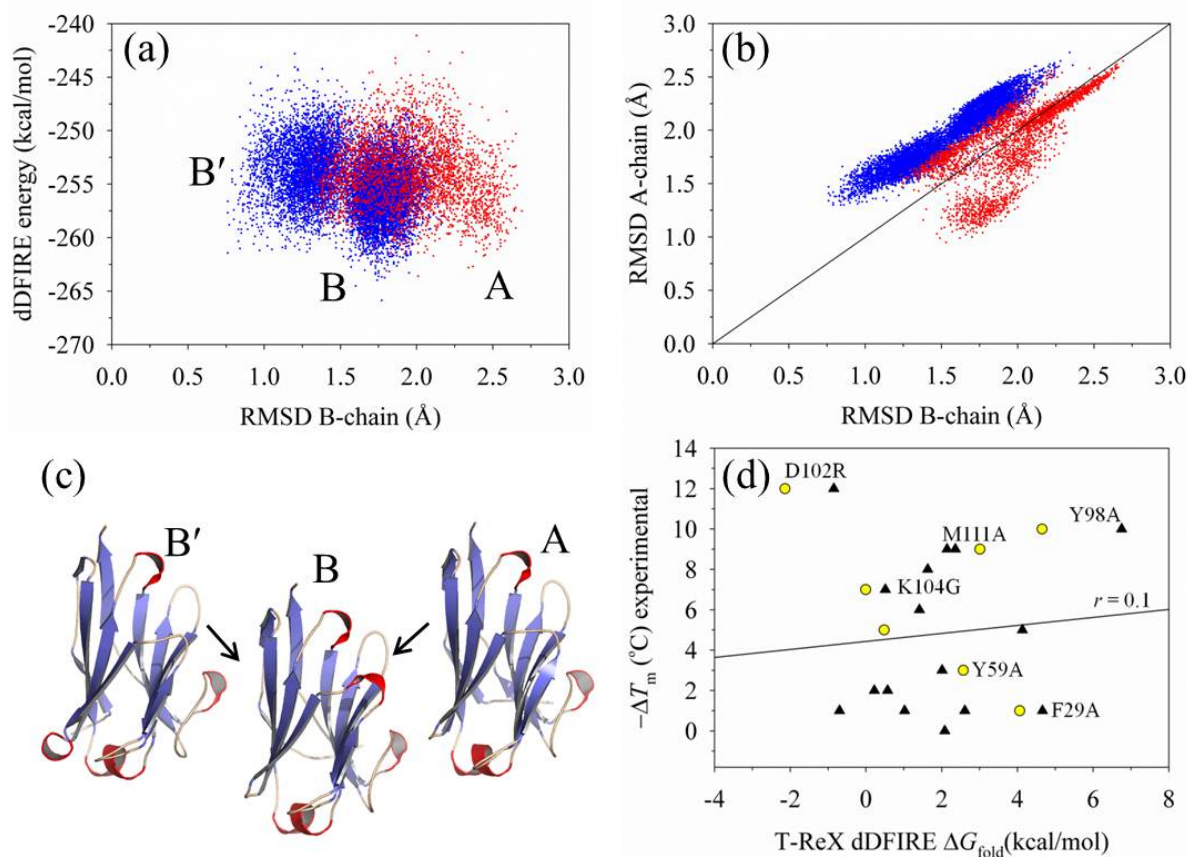 (a)
dDFIRE energy (kcal/mol)
-240
-245
-250
-255
-260
-265
-270
B′
B
A
0.0 0.5 1.0 1.5 2.0 2.5 3.0
RMSD B-chain (Å)
(b)
RMSD A-chain (Å)
3.0
2.5
2.0
1.5
1.0
0.5
0.0
0.0 0.5 1.0 1.5 2.0 2.5 3.0
RMSD B-chain (Å)
(c)
B′
B
A
(d)
−ΔTm (°C) experimental
14
12
10
8
6
4
2
0
D102R
Y98A
M111A
K104G
r = 0.1
Y59A
F29A
-4 -2 0 2 4 6 8
T-ReX dDFIRE ΔGfold(kcal/mol)